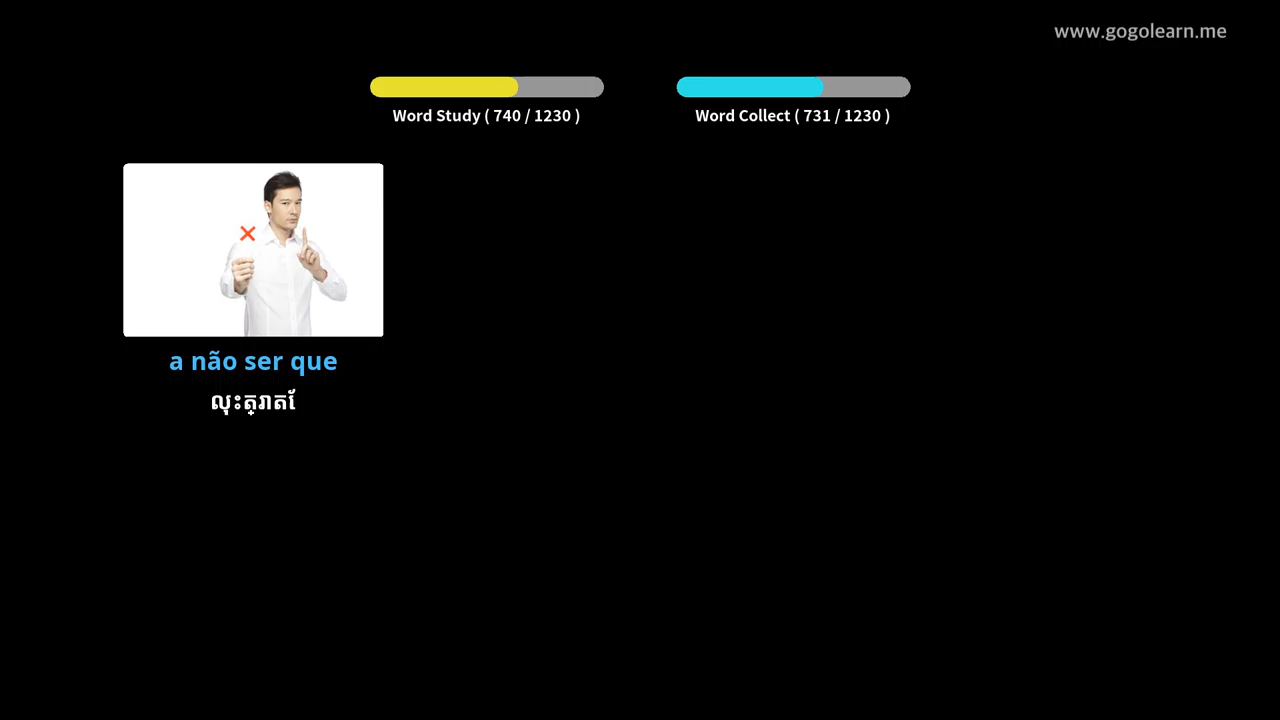 www.gogolearn.me
Word Study ( 740 / 1230 )
Word Collect ( 731 / 1230 )
a não ser que
លុះត្រាតែ